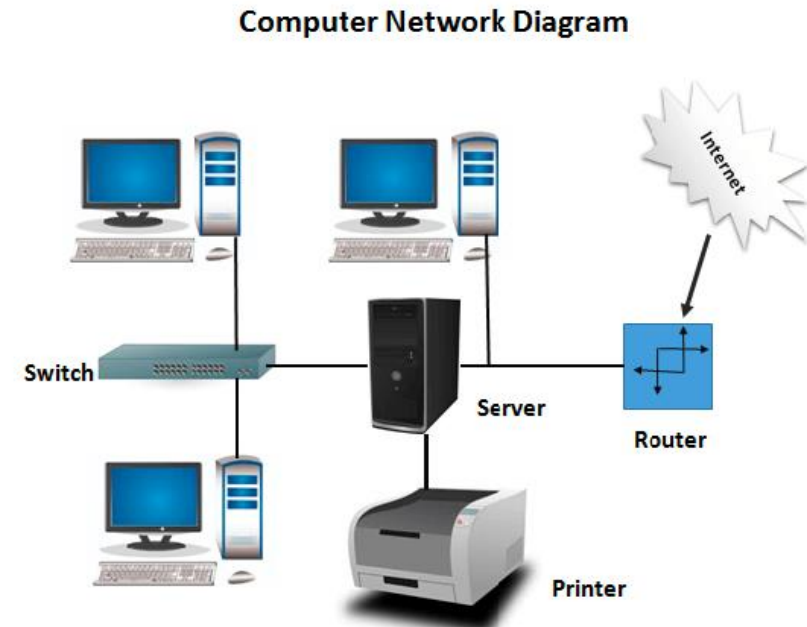 Computer Network Diagram
Internet
Switch
Server
Router
Printer